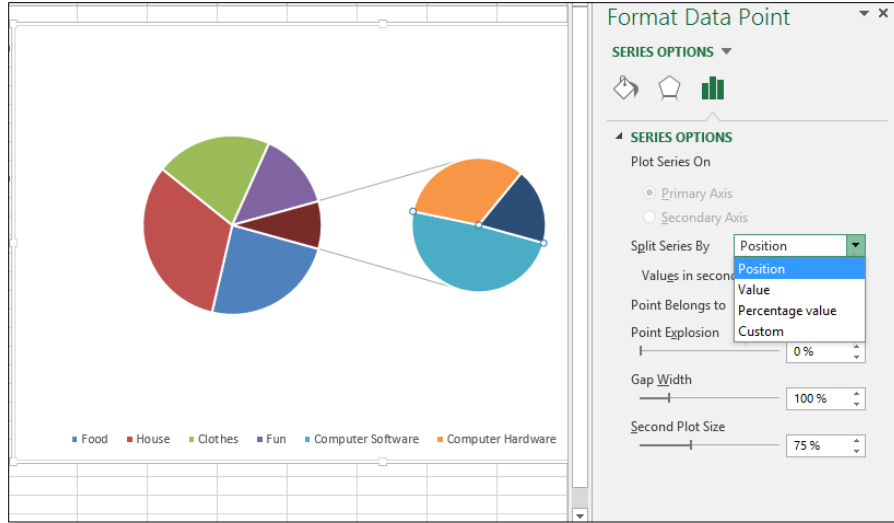 Format Data Point
SERIES OPTIONS
SERIES OPTIONS
Plot Series On
Primary Axis
Secondary Axis
Split Series By Position
Position
Value
Percentage value
Custom
Values in second
Point Belongs to
Point Explosion
0 %
Gap Width
100 %
Second Plot Size
75 %
Food House Clothes Fun Computer Software Computer Hardware